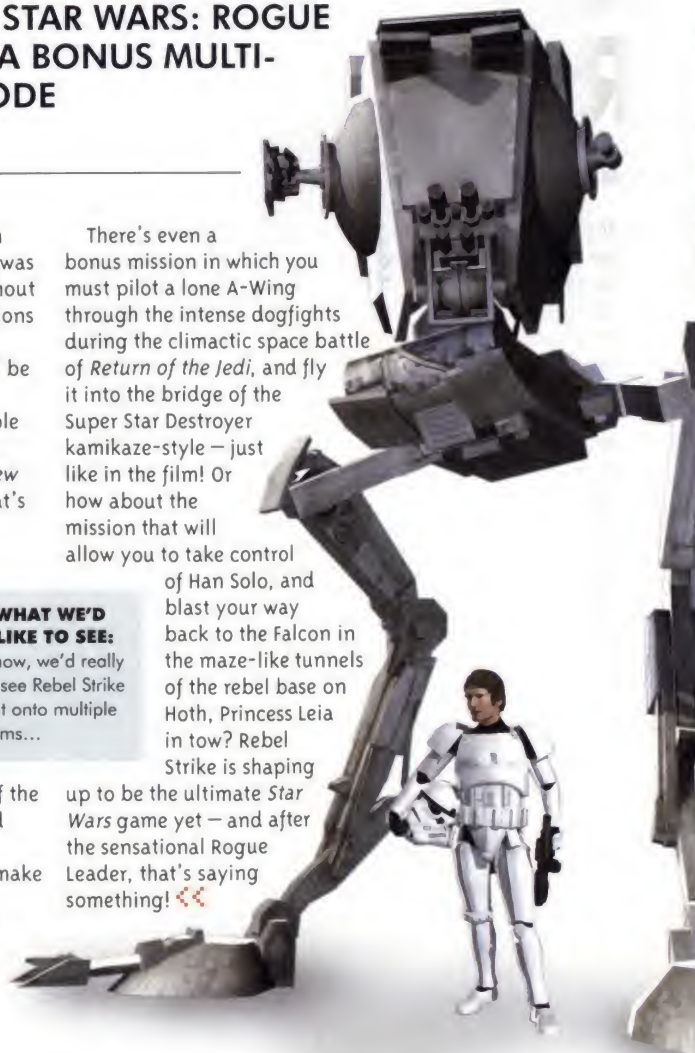 STAR WARS: ROGUE
A BONUS MULTI-
ODE
was
hout
ons
be
ole
ew
at's
WHAT WE'D
LIKE TO SEE:
now, we'd really
see Rebel Strike
t onto multiple
ms...
f the
make
There's even a
bonus mission in which you
must pilot a lone A-Wing
through the intense dogfights
during the climactic space battle
of Return of the Jedi, and fly
it into the bridge of the
Super Star Destroyer
kamikaze-style – just
like in the film! Or
how about the
mission that will
allow you to take control
of Han Solo, and
blast your way
back to the Falcon in
the maze-like tunnels
of the rebel base on
Hoth, Princess Leia
in tow? Rebel
Strike is shaping
up to be the ultimate Star
Wars game yet – and after
the sensational Rogue
Leader, that's saying
something! <<